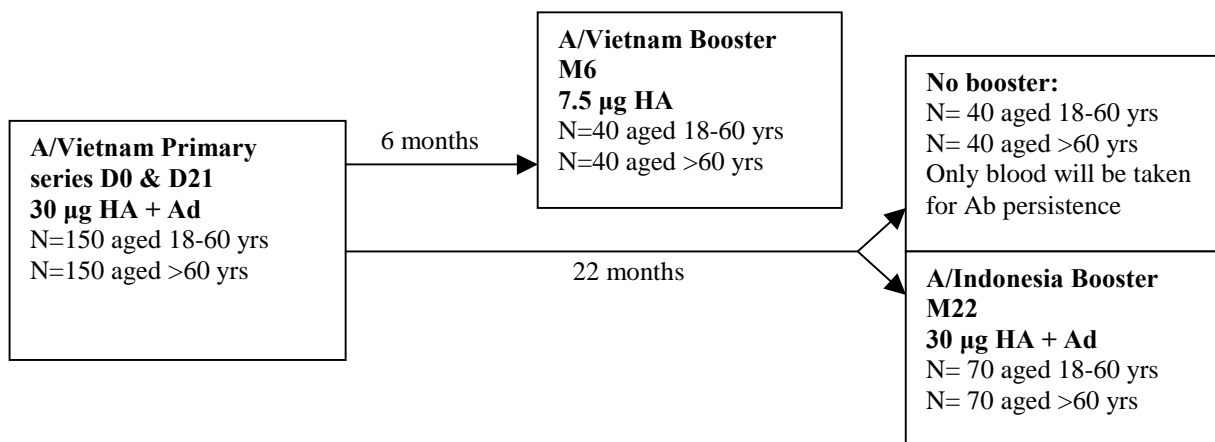 A/Vietnam Primary
series D0 & D21
30 µg HA + Ad
N=150 aged 18-60 yrs
N=150 aged >60 yrs
6 months
22 months
A/Vietnam Booster
M6
7.5 µg HA
N=40 aged 18-60 yrs
N=40 aged >60 yrs
No booster:
N= 40 aged 18-60 yrs
N= 40 aged >60 yrs
Only blood will be taken
for Ab persistence
A/Indonesia Booster
M22
30 µg HA + Ad
N= 70 aged 18-60 yrs
N= 70 aged >60 yrs